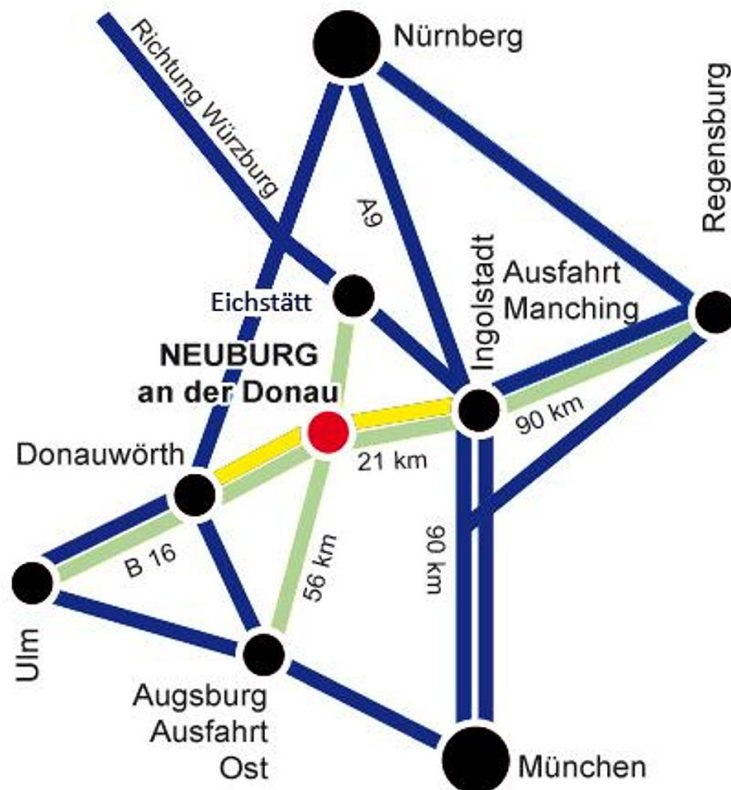 Nürnberg
Richtung Würzburg
Regensburg
A9
Ingolstadt
Ausfahrt
Manching
Eichstätt
NEUBURG
an der Donau
90 km
21 km
Donauwörth
B 16
56 km
90 km
Ulm
Augsburg
Ausfahrt
Ost
München